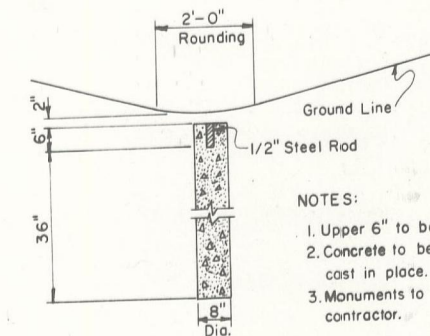 2'-0"
Rounding
Ground Line
2"
6"
1/2" Steel Rod
36"
8"
Dia.
NOTES:
1. Upper 6" to be
2. Concrete to be
cast in place.
3. Monuments to
contractor.